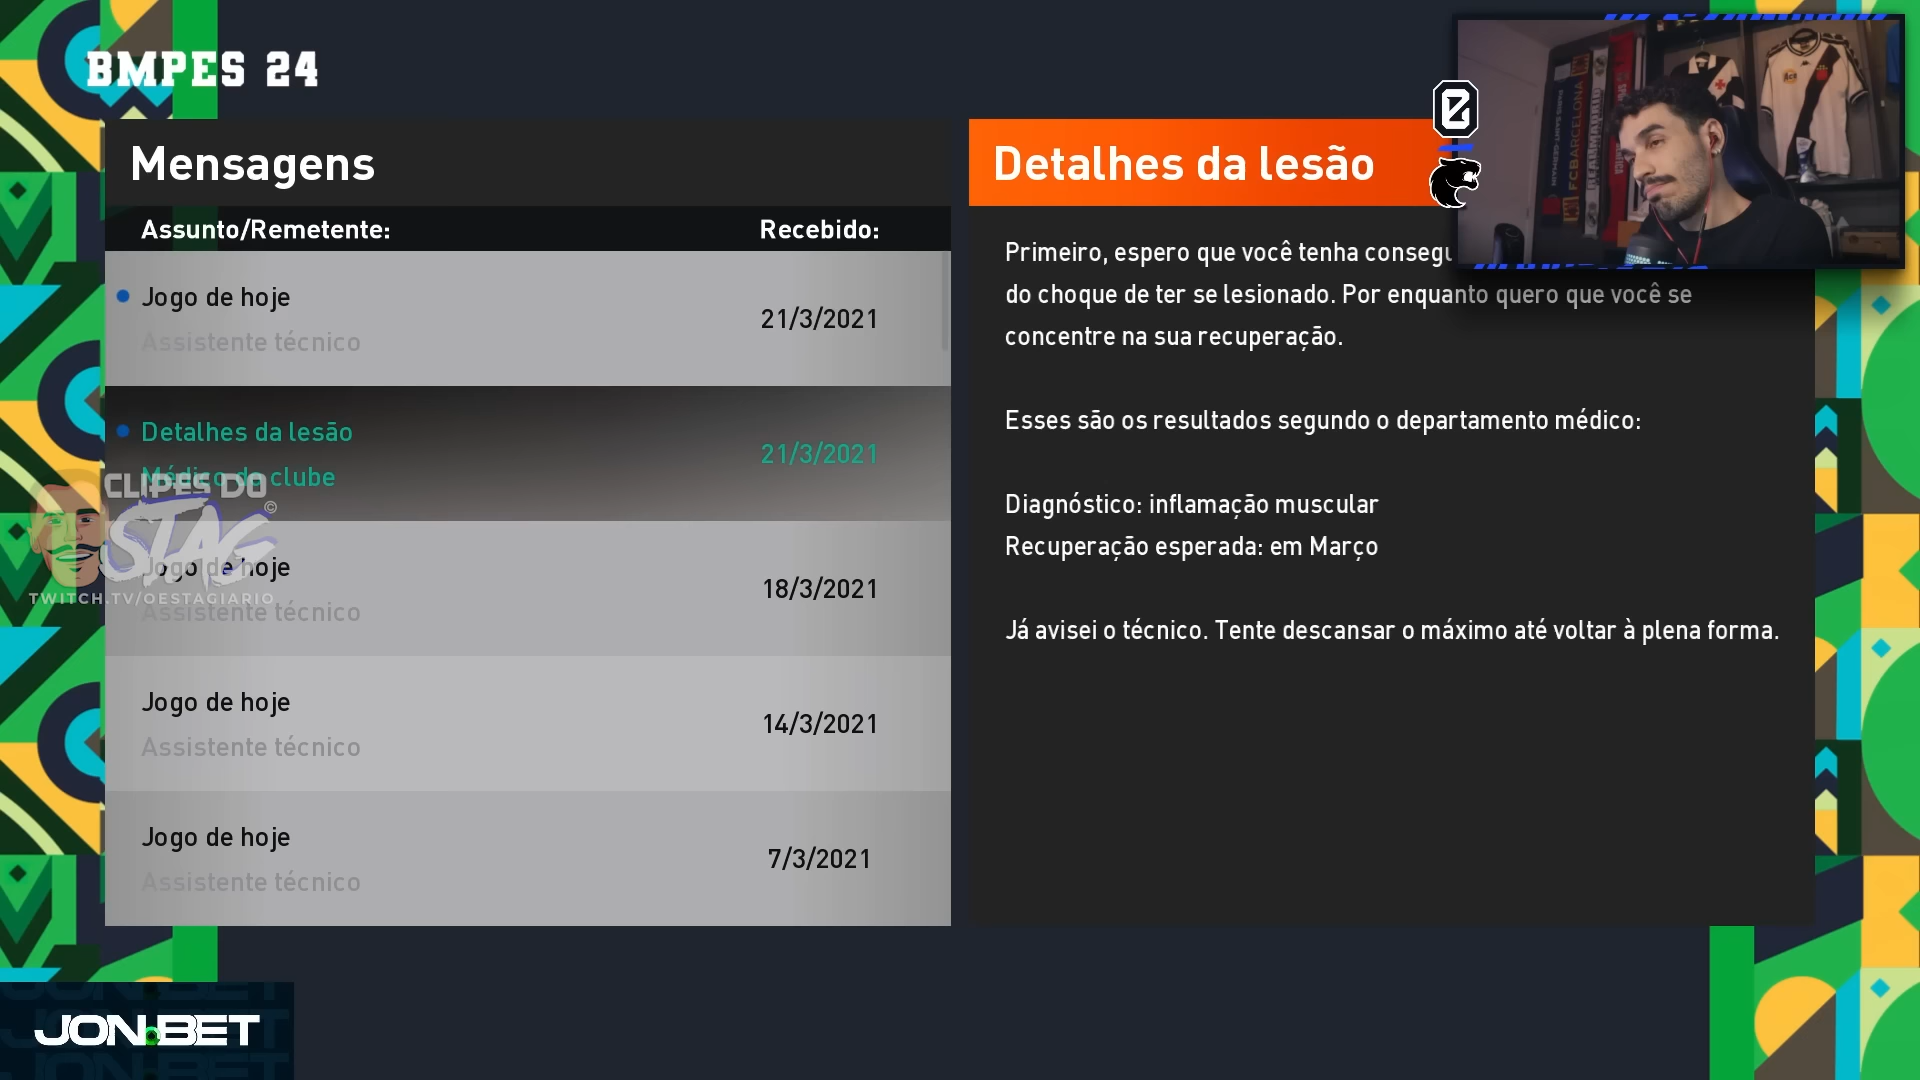 BMPES 24
Mensagens
Assunto/Remetente: Recebido:
Jogo de hoje
Assistente técnico
21/3/2021
Detalhes da lesão
Médico do clube
21/3/2021
Jogo de hoje
Assistente técnico
18/3/2021
Jogo de hoje
Assistente técnico
14/3/2021
Jogo de hoje
Assistente técnico
7/3/2021
Detalhes da lesão
Primeiro, espero que você tenha
do choque de ter se lesionado. Por enquanto quero que você se
concentre na sua recuperação.
Esses são os resultados segundo o departamento médico:
Diagnóstico: inflamação muscular
Recuperação esperada: em Março
Já avisei o técnico. Tente descansar o máximo até voltar à plena forma.
CLIPES DO
STAG ©
TWITCH.TV/OESTAGIARIO
JON.BET
FC BARCELONA